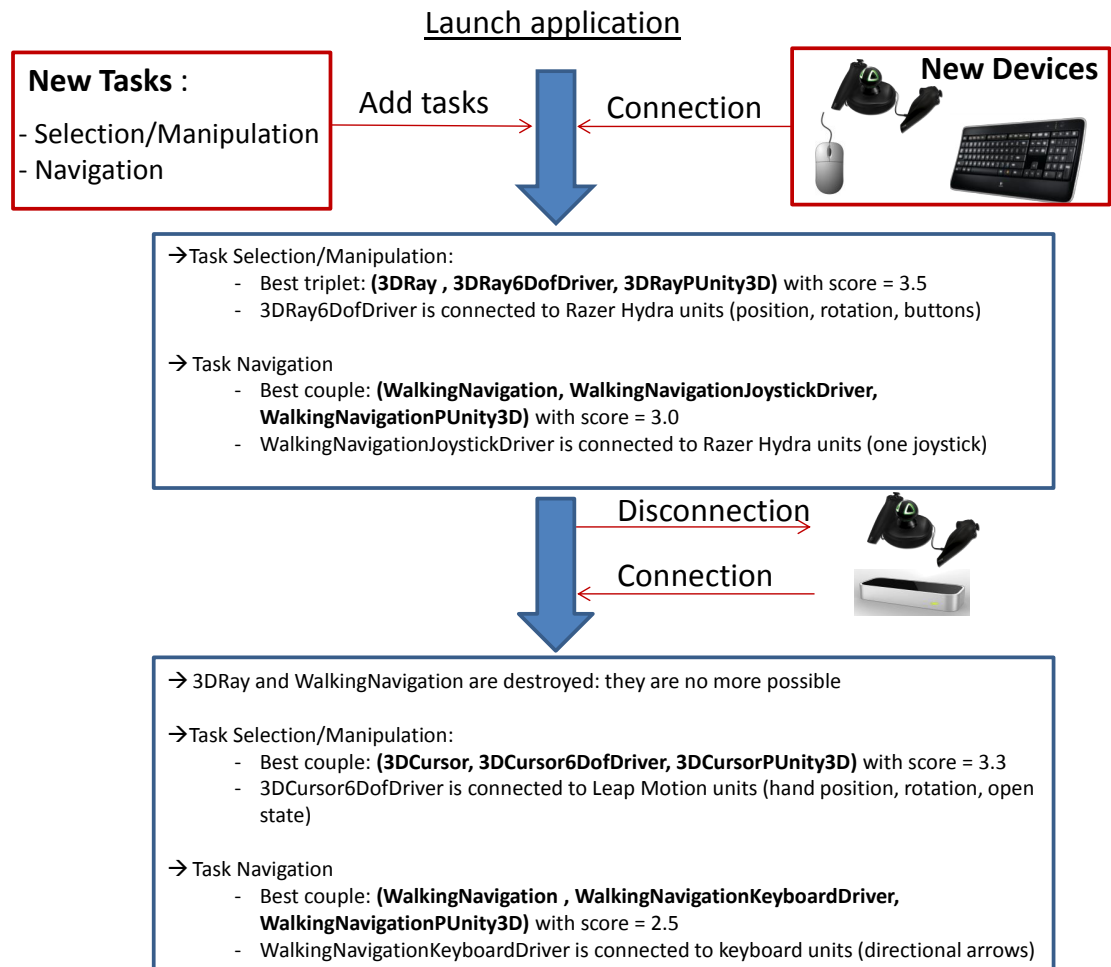 Launch application
New Tasks :
- Selection/Manipulation
- Navigation
Add tasks
Connection
New Devices
→Task Selection/Manipulation:
- Best triplet: (3DRay , 3DRay6DofDriver, 3DRayPUnity3D) with score = 3.5
- 3DRay6DofDriver is connected to Razer Hydra units (position, rotation, buttons)
→ Task Navigation
- Best couple: (WalkingNavigation, WalkingNavigationJoystickDriver,
WalkingNavigationPUnity3D) with score = 3.0
- WalkingNavigationJoystickDriver is connected to Razer Hydra units (one joystick)
Disconnection
Connection
→ 3DRay and WalkingNavigation are destroyed: they are no more possible
→Task Selection/Manipulation:
- Best couple: (3DCursor, 3DCursor6DofDriver, 3DCursorPUnity3D) with score = 3.3
- 3DCursor6DofDriver is connected to Leap Motion units (hand position, rotation, open
state)
→ Task Navigation
- Best couple: (WalkingNavigation , WalkingNavigationKeyboardDriver,
WalkingNavigationPUnity3D) with score = 2.5
- WalkingNavigationKeyboardDriver is connected to keyboard units (directional arrows)